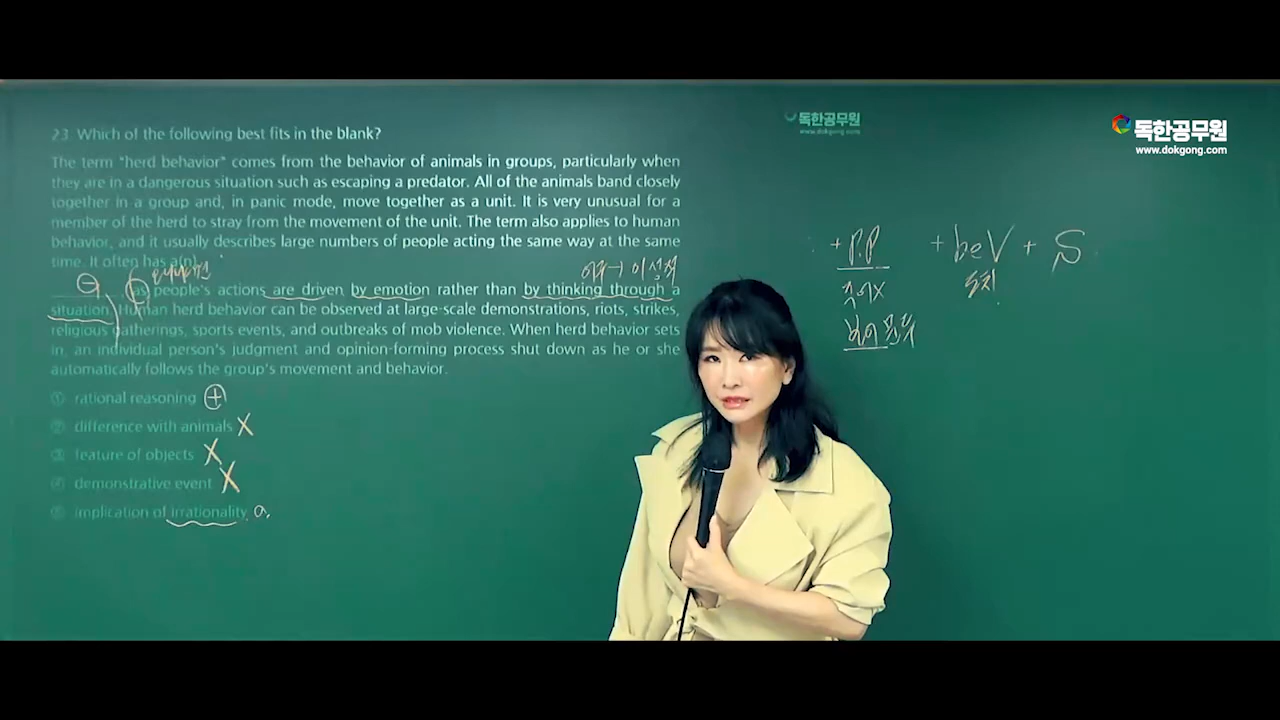 독한공무원
www.dokgong.com
독한공무원
www.dokgong.com
23. Which of the following best fits in the blank?
The term "herd behavior" comes from the behavior of animals in groups, particularly when
they are in a dangerous situation such as escaping a predator. All of the animals band closely
together in a group and, in panic mode, move together as a unit. It is very unusual for a
member of the herd to stray from the movement of the unit. The term also applies to human
behavior, and it usually describes large numbers of people acting the same way at the same
time. It often has a(n)
as people's actions are driven by emotion rather than by thinking through a
situation. Human herd behavior can be observed at large-scale demonstrations, riots, strikes,
religious gatherings, sports events, and outbreaks of mob violence. When herd behavior sets
in, an individual person's judgment and opinion-forming process shut down as he or she
automatically follows the group's movement and behavior.
① rational reasoning +
② difference with animals X
③ feature of objects X
④ demonstrative event X
⑤ implication of irrationality
+ P.P + beV + S
도치